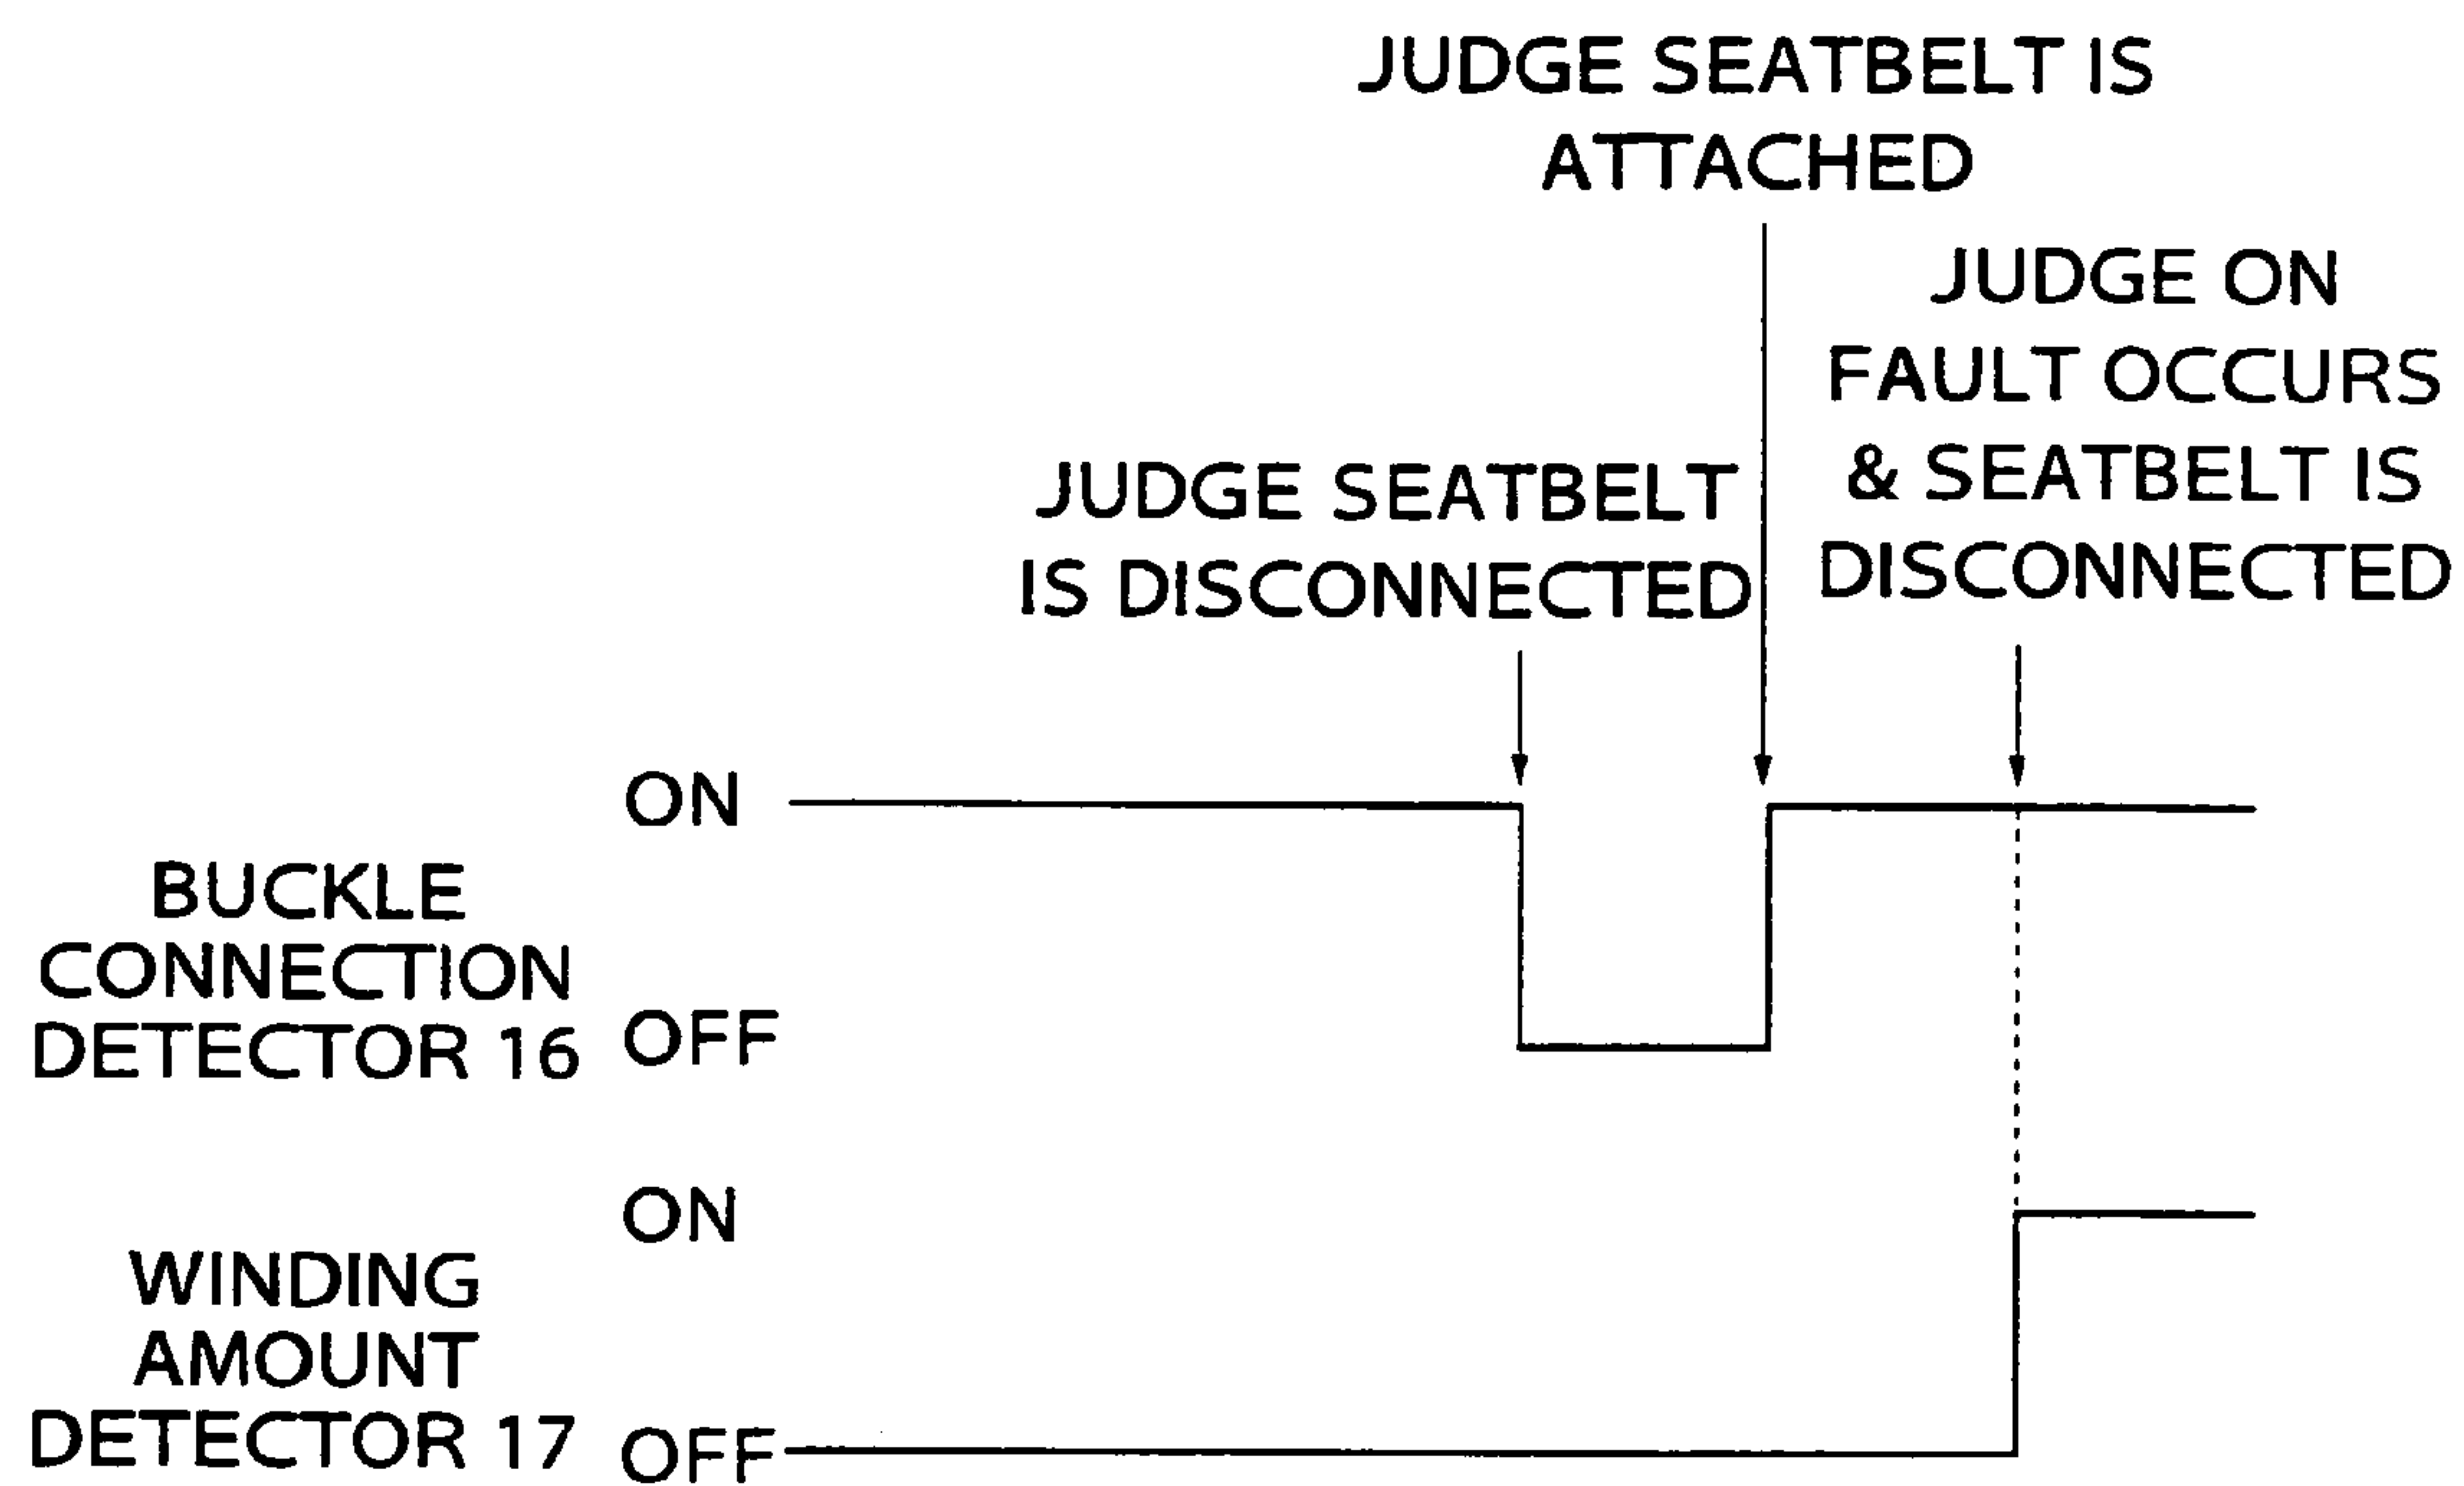 JUDGE SEATBELT IS
ATTACHED
JUDGE ON
FAULT OCCURS
& SEATBELT IS
DISCONNECTED
JUDGE SEATBELT
IS DISCONNECTED
ON
BUCKLE
CONNECTION
DETECTOR 16
OFF
ON
WINDING
AMOUNT
DETECTOR 17
OFF